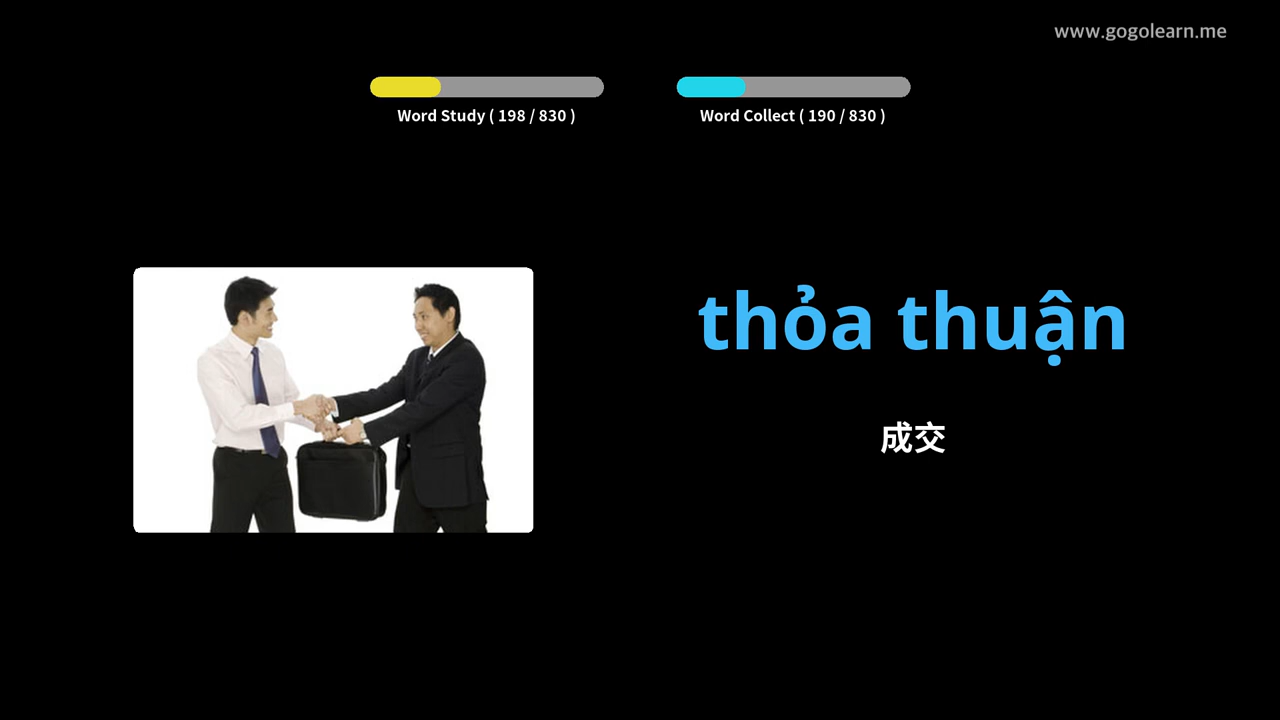 www.gogolearn.me
Word Study ( 198 / 830 )
Word Collect ( 190 / 830 )
thỏa thuận
成交